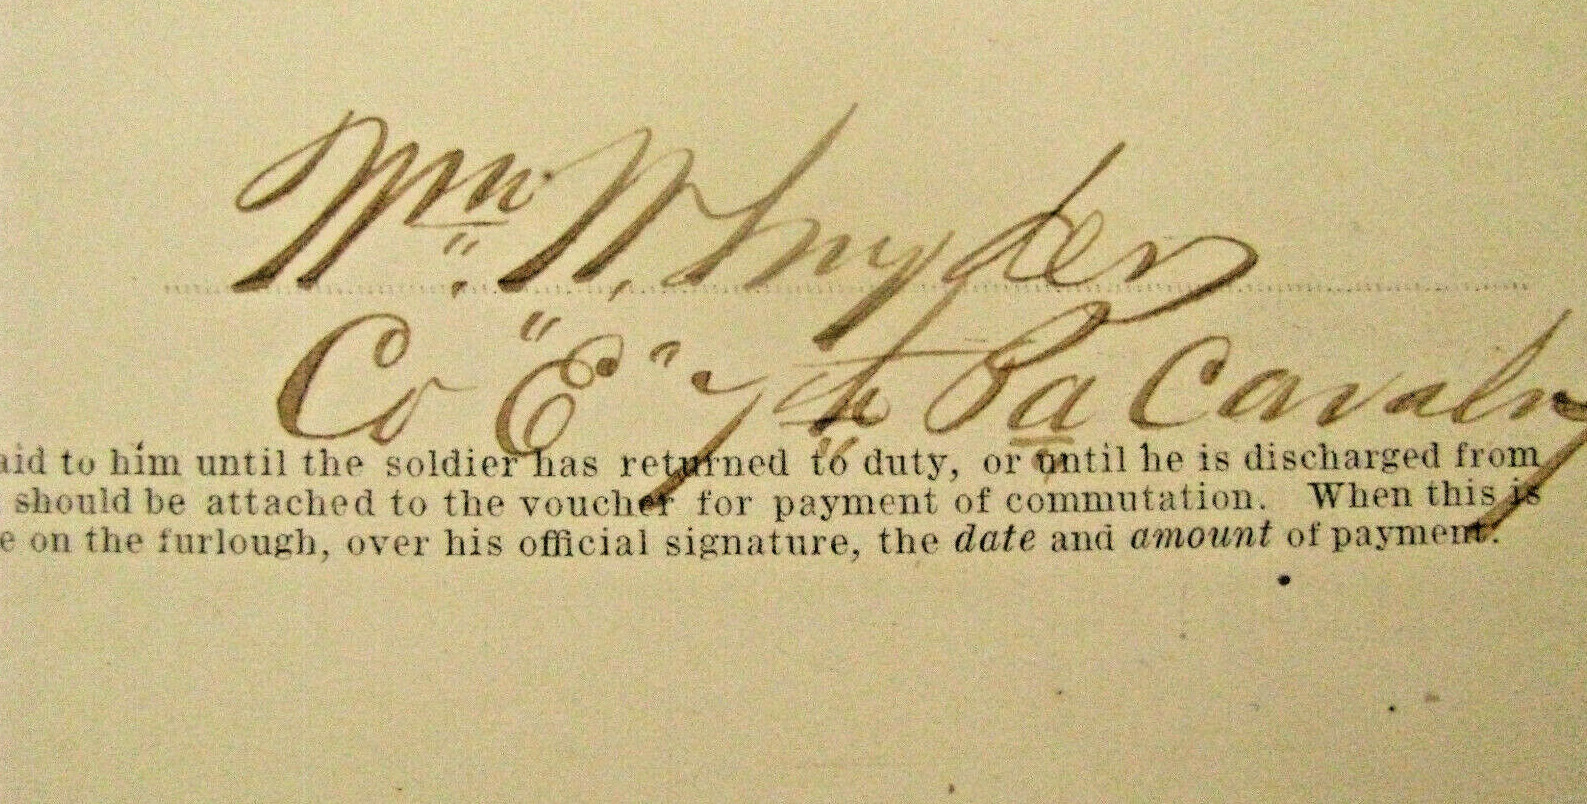 Wm. W. Snyder
Co "E" 7th Pa Cavalry
aid to him until the soldier has returned to duty, or until he is discharged from
should be attached to the voucher for payment of commutation. When this is
e on the furlough, over his official signature, the date and amount of payment.